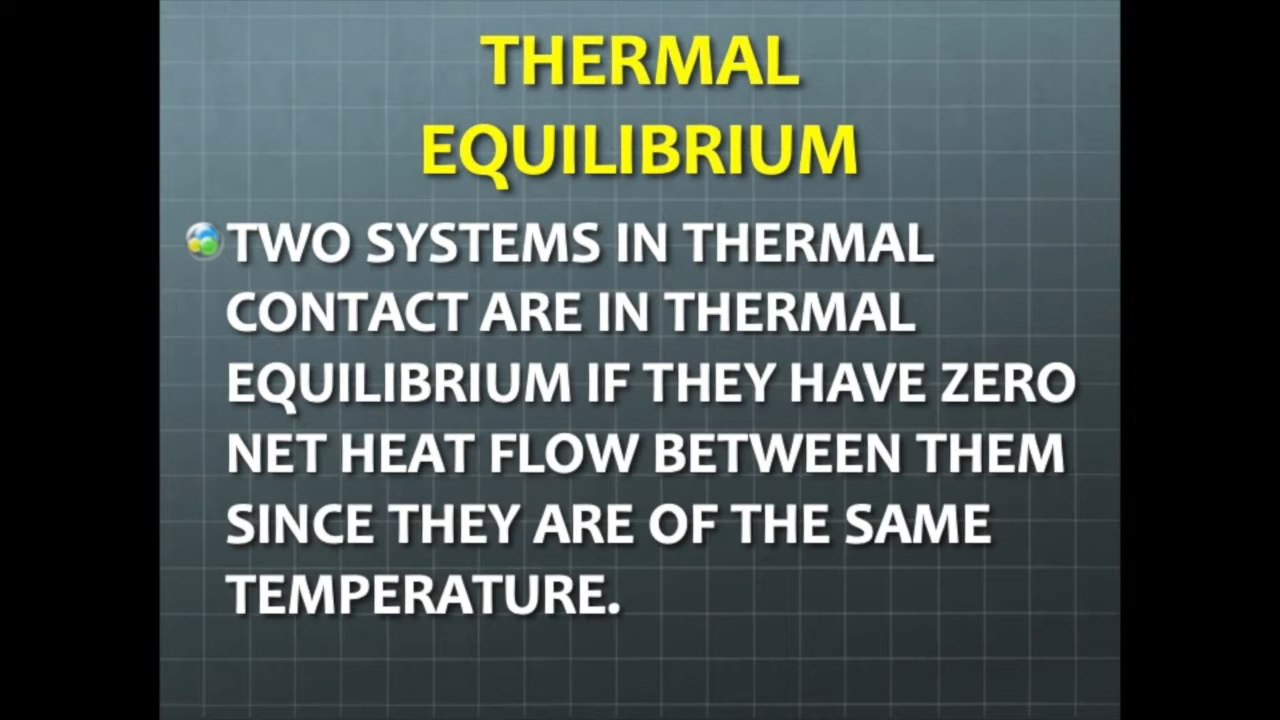 THERMAL
EQUILIBRIUM
TWO SYSTEMS IN THERMAL
CONTACT ARE IN THERMAL
EQUILIBRIUM IF THEY HAVE ZERO
NET HEAT FLOW BETWEEN THEM
SINCE THEY ARE OF THE SAME
TEMPERATURE.